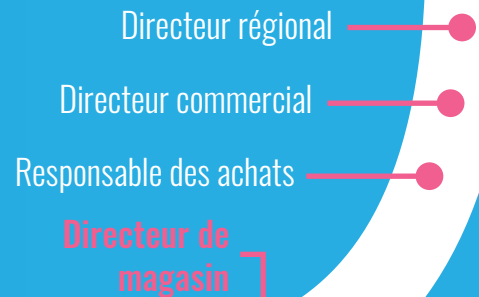 Directeur régional
Directeur commercial
Responsable des achats
Directeur de
magasin